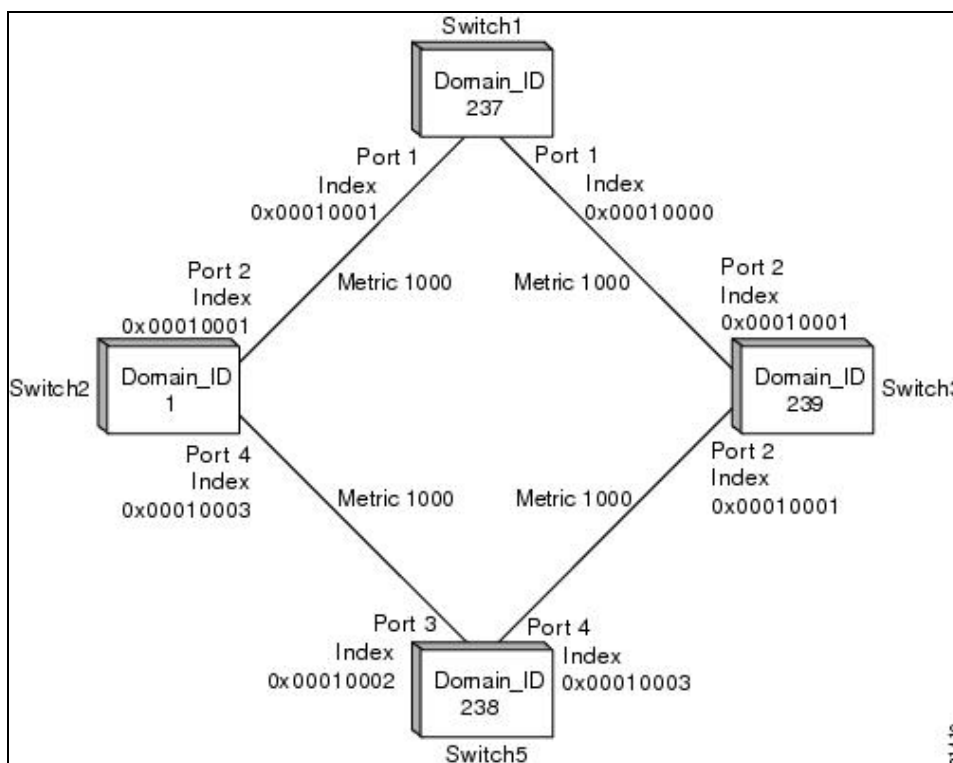 Switch1
Domain_ID
237
Port 1
Index
0x00010001
Port 1
Index
0x00010000
Metric 1000
Metric 1000
Port 2
Index
0x00010001
Port 2
Index
0x00010001
Switch2
Domain_ID
1
Domain_ID
239
Switch3
Port 4
Index
0x00010003
Port 2
Index
0x00010001
Metric 1000
Metric 1000
Port 3
Index
0x00010002
Port 4
Index
0x00010003
Domain_ID
238
Switch5